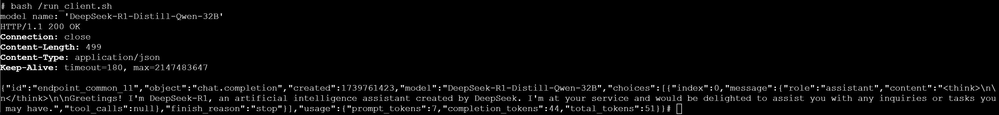 # bash /run_client.sh
model name: 'DeepSeek-R1-Distill-Qwen-32B'
HTTP/1.1 200 OK
Connection: close
Content-Length: 499
Content-Type: application/json
Keep-Alive: timeout=180, max=2147483647

{"id":"endpoint_common_11","object":"chat.completion","created":1739761423,"model":"DeepSeek-R1-Distill-Qwen-32B","choices":[{"index":0,"message":{"role":"assistant","content":"<think>\n\
n</think>\n\nGreetings! I'm DeepSeek-R1, an artificial intelligence assistant created by DeepSeek. I'm at your service and would be delighted to assist you with any inquiries or tasks you
 may have.","tool_calls":null},"finish_reason":"stop"}],"usage":{"prompt_tokens":7,"completion_tokens":44,"total_tokens":51}}#